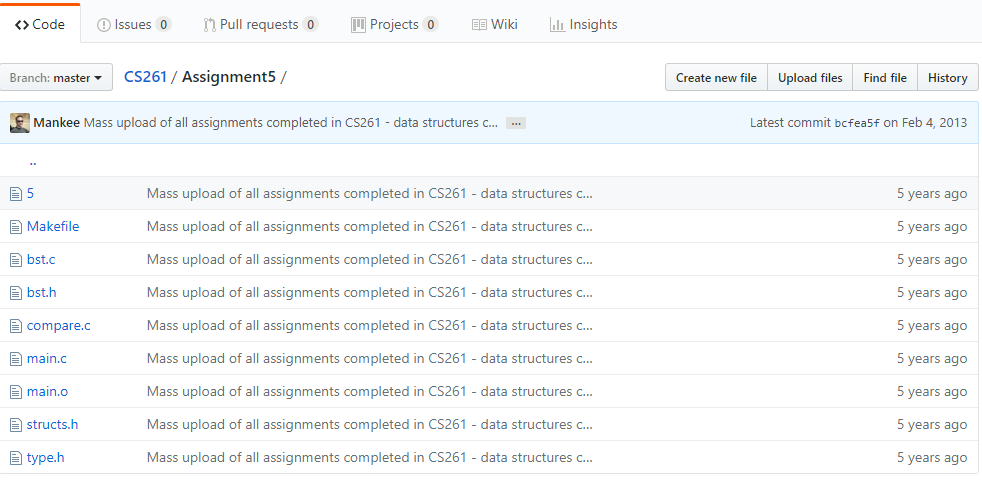 Code Issues 0 Pull requests 0 Projects 0 Wiki Insights
Branch: master CS261 / Assignment5 / Create new file Upload files Find file History
Mankee Mass upload of all assignments completed in CS261 - data structures c... ... Latest commit bcfea5f on Feb 4, 2013
..
5 Mass upload of all assignments completed in CS261 - data structures c... 5 years ago
Makefile Mass upload of all assignments completed in CS261 - data structures c... 5 years ago
bst.c Mass upload of all assignments completed in CS261 - data structures c... 5 years ago
bst.h Mass upload of all assignments completed in CS261 - data structures c... 5 years ago
compare.c Mass upload of all assignments completed in CS261 - data structures c... 5 years ago
main.c Mass upload of all assignments completed in CS261 - data structures c... 5 years ago
main.o Mass upload of all assignments completed in CS261 - data structures c... 5 years ago
structs.h Mass upload of all assignments completed in CS261 - data structures c... 5 years ago
type.h Mass upload of all assignments completed in CS261 - data structures c... 5 years ago